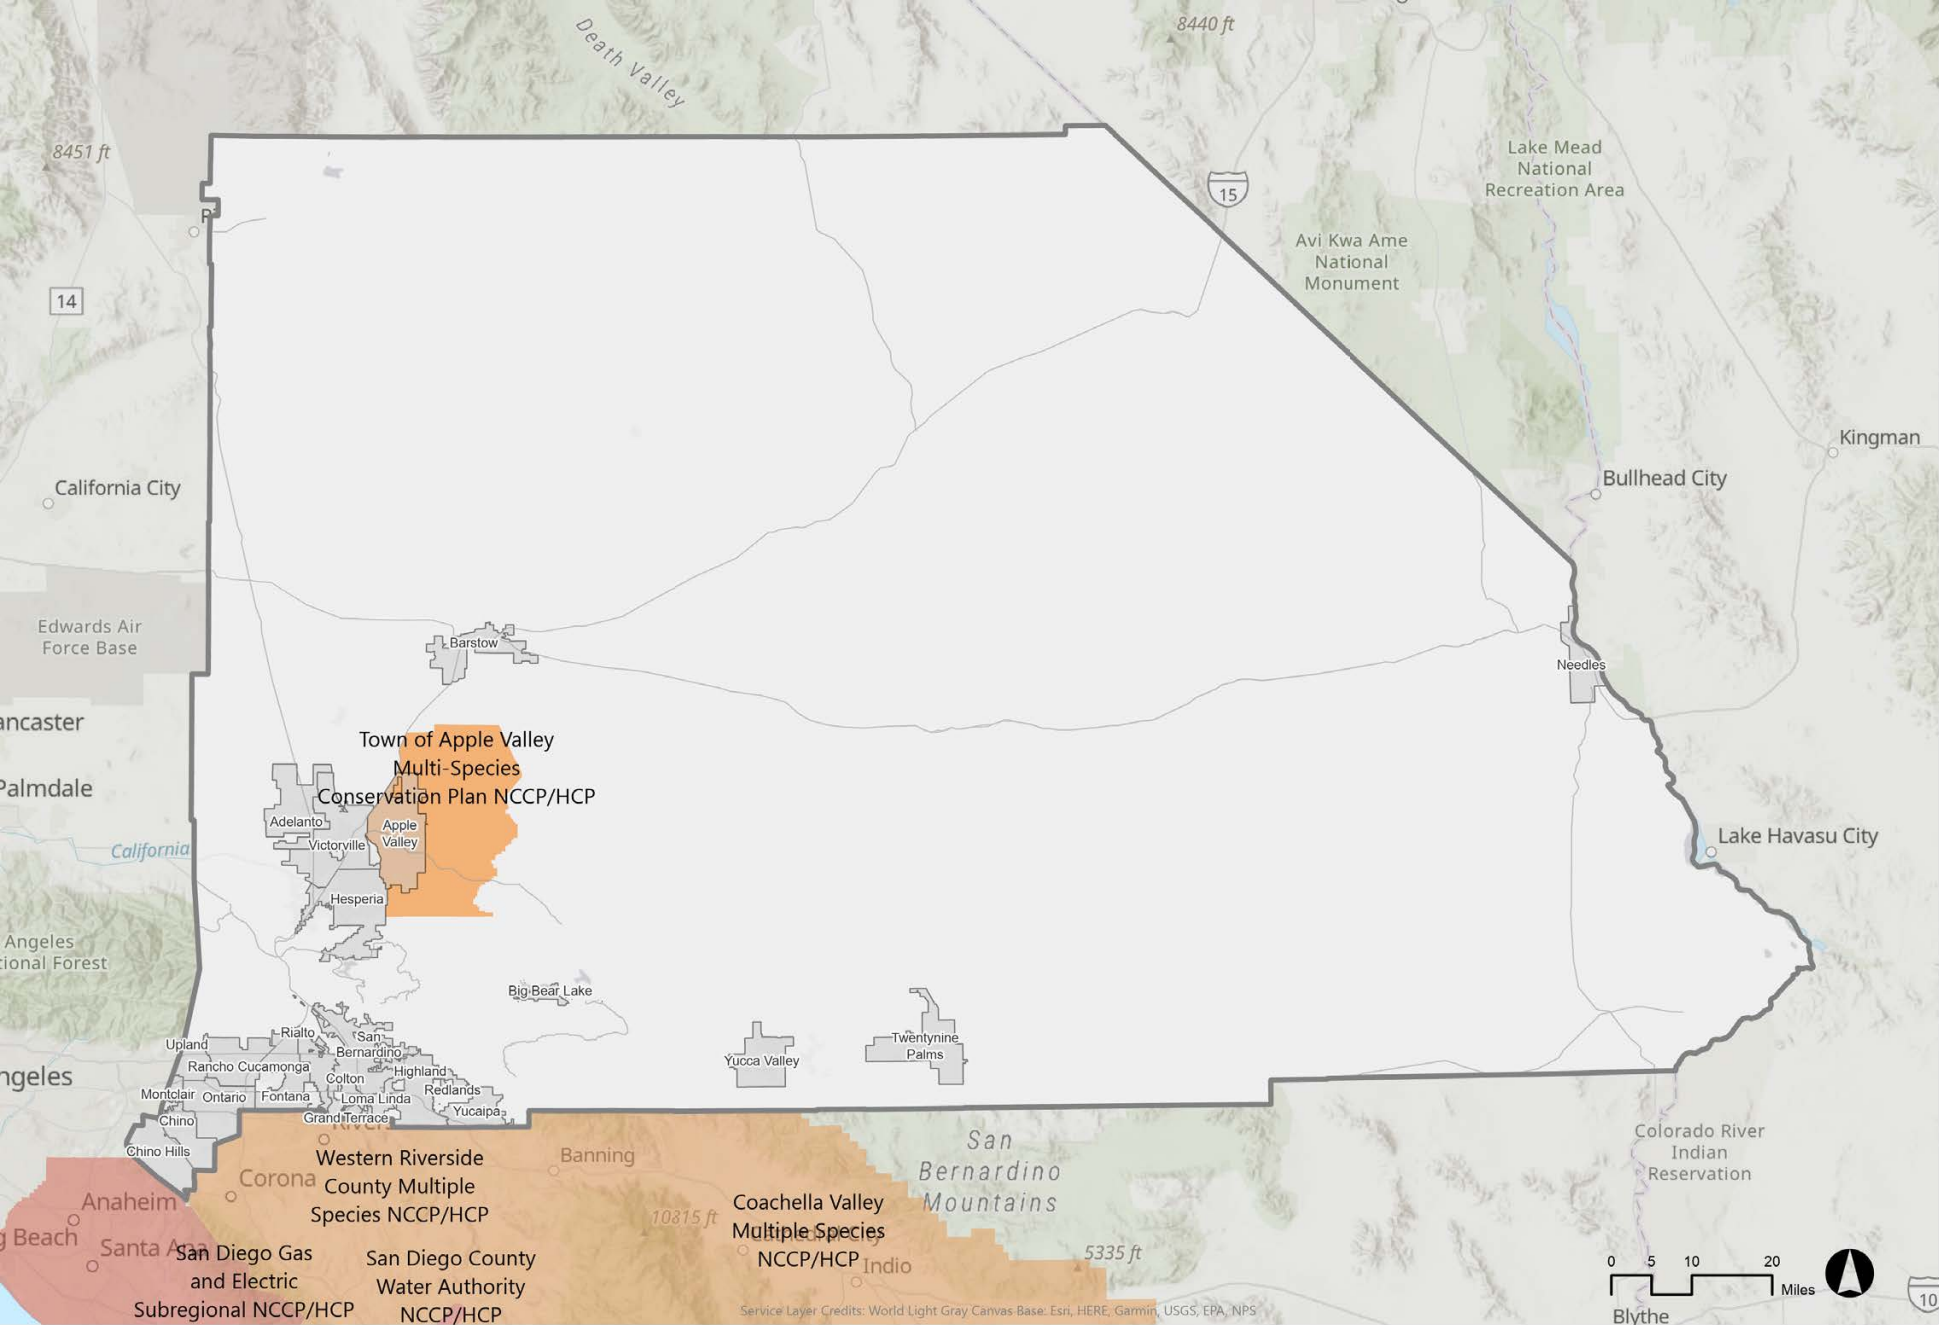 Death Valley
8440 ft
8451 ft
Lake Mead
National
Recreation Area
15
Avi Kwa Ame
National
Monument
14
Kingman
Bullhead City
California City
Edwards Air
Force Base
Barstow
Needles
ancaster
Town of Apple Valley
Multi-Species
Conservation Plan NCCP/HCP
Palmdale
Adelanto
Apple
Valley
Victorville
Lake Havasu City
California
Hesperia
Angeles
tional Forest
Big Bear Lake
Rialto
San
Bernardino
Upland
Rancho Cucamonga
Twentynine
Palms
Yucca Valley
ngeles
Colton
Highland
Montclair
Ontario
Fontana
Loma Linda
Redlands
Chino
Grand Terrace
Yucaipa
Chino Hills
Banning
San
Bernardino
Mountains
Colorado River
Indian
Reservation
Western Riverside
County Multiple
Species NCCP/HCP
Corona
Anaheim
10815 ft
Coachella Valley
Multiple Species
NCCP/HCP
Cathedral City
Indio
5335 ft
g Beach
Santa Ana
San Diego Gas
and Electric
Subregional NCCP/HCP
San Diego County
Water Authority
NCCP/HCP
0 5 10 20
Miles
10
Blythe
Service Layer Credits: World Light Gray Canvas Base: Esri, HERE, Garmin, USGS, EPA, NPS